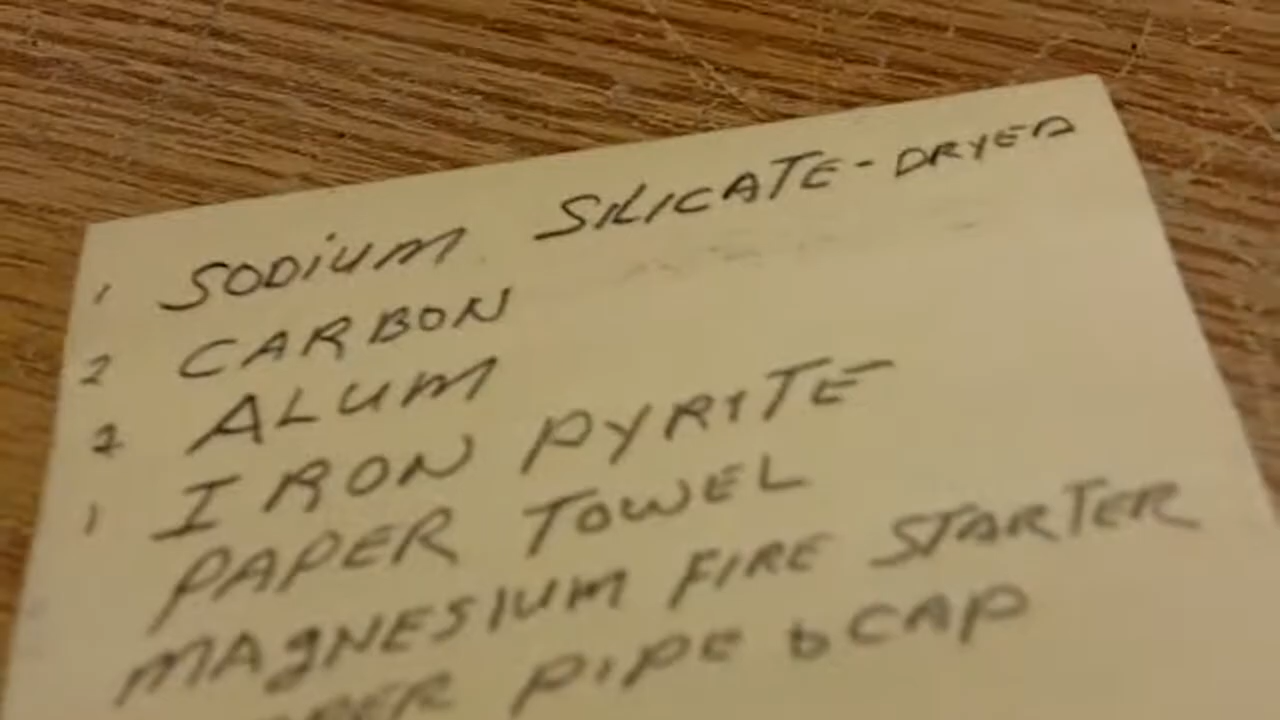 1 SODIUM SILICATE-DRYED
2 CARBON
2 ALUM
1 IRON PYRITE
PAPER TOWEL
MAGNESIUM FIRE STARTER
PIPE & CAP